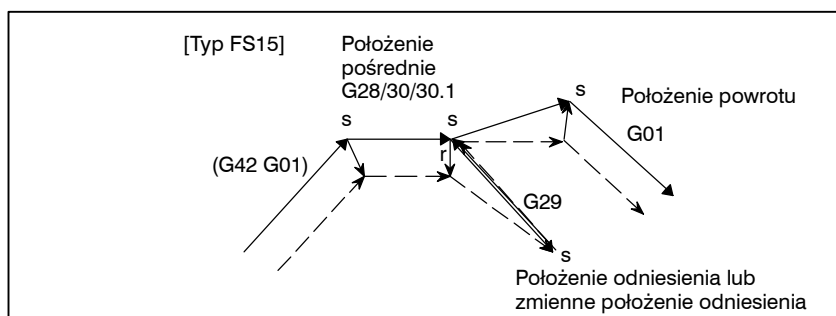 [Typ FS15]
Położenie
pośrednie
G28/30/30.1
s
s
s
Położenie powrotu
G01
(G42 G01)
r
G29
s
Położenie odniesienia lub
zmienne położenie odniesienia